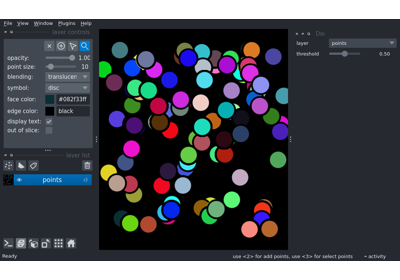 File View Window Plugins Help
layer controls
opacity: 1.00
point size: 10
blending: translucen
symbol: disc
face color: #082f33ff
edge color: black
display text:
out of slice:
layer list
points
layer points
threshold 0.50
Ready use <2> for add points, use <3> for select points activity